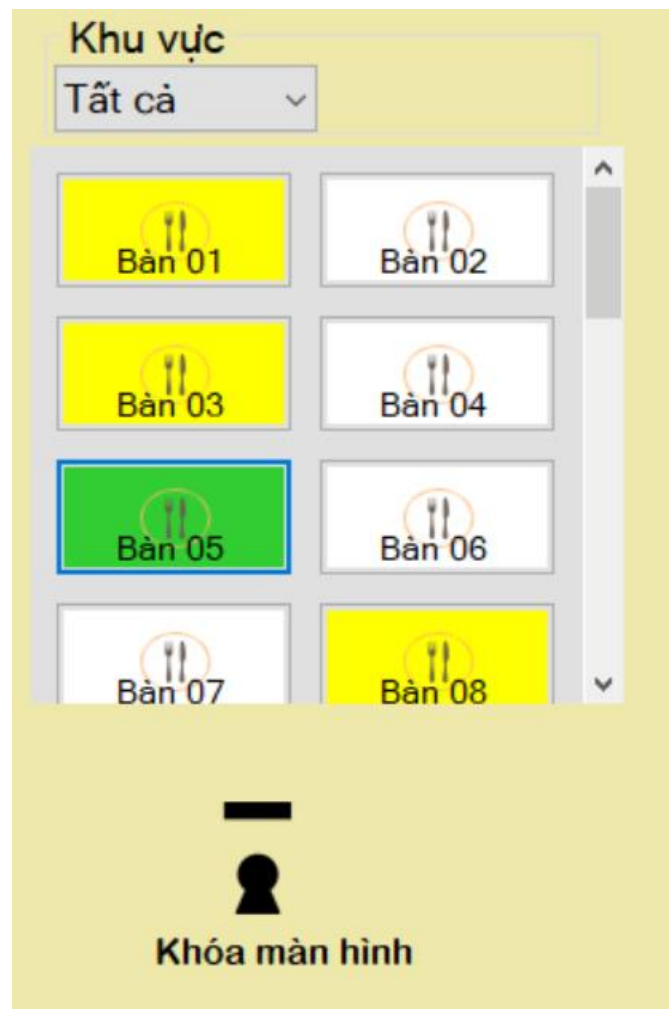 Khu vực
Tất cả
Bàn 01
Bàn 02
Bàn 03
Bàn 04
Bàn 05
Bàn 06
Bàn 07
Bàn 08
Khóa màn hình